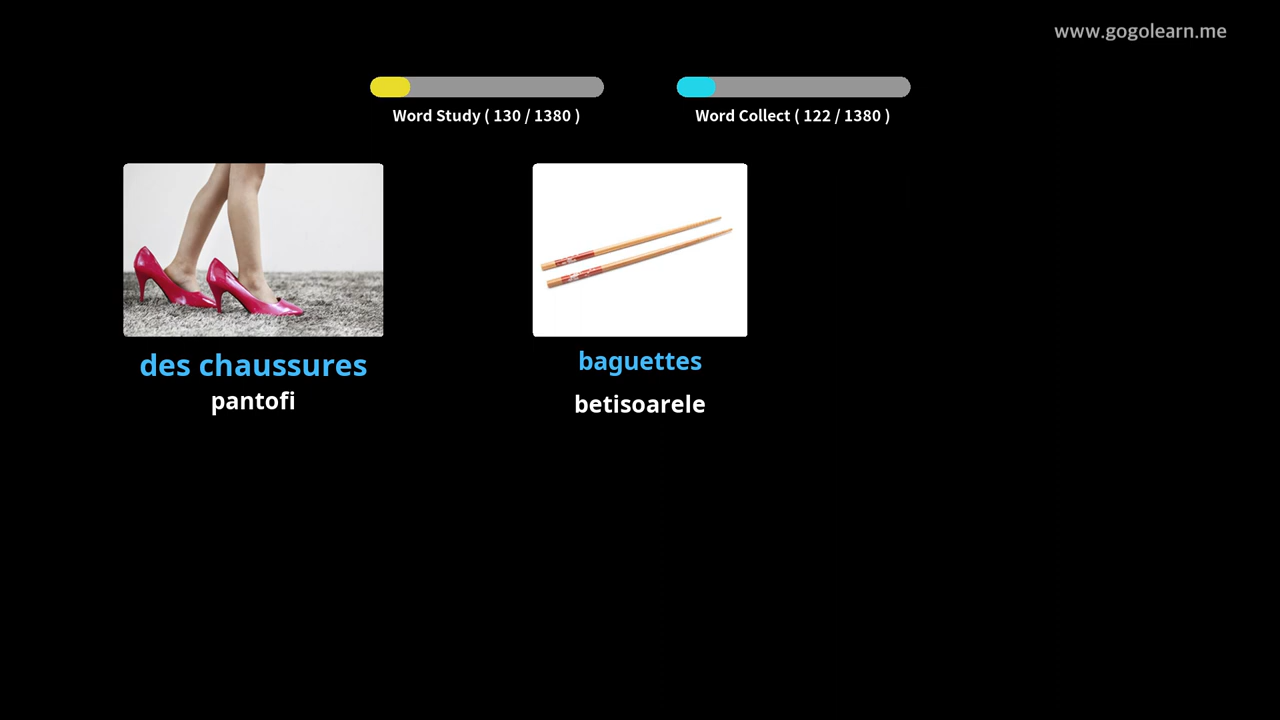 www.gogolearn.me
Word Study ( 130 / 1380 )
Word Collect ( 122 / 1380 )
des chaussures
pantofi
baguettes
betisoarele